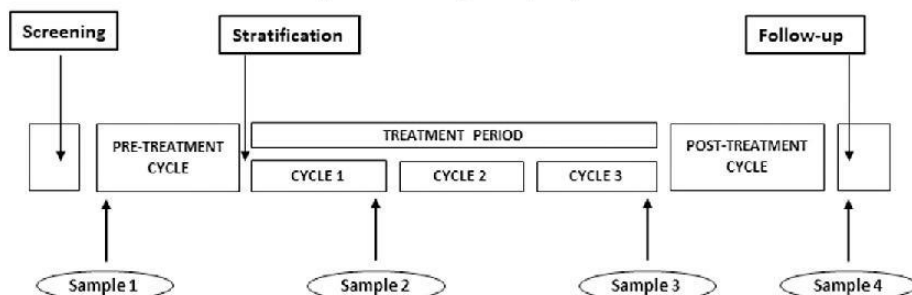 Screening
Stratification
Follow-up
PRE-TREATMENT
CYCLE
TREATMENT PERIOD
CYCLE 1
CYCLE 2
CYCLE 3
POST-TREATMENT
CYCLE
Sample 1
Sample 2
Sample 3
Sample 4